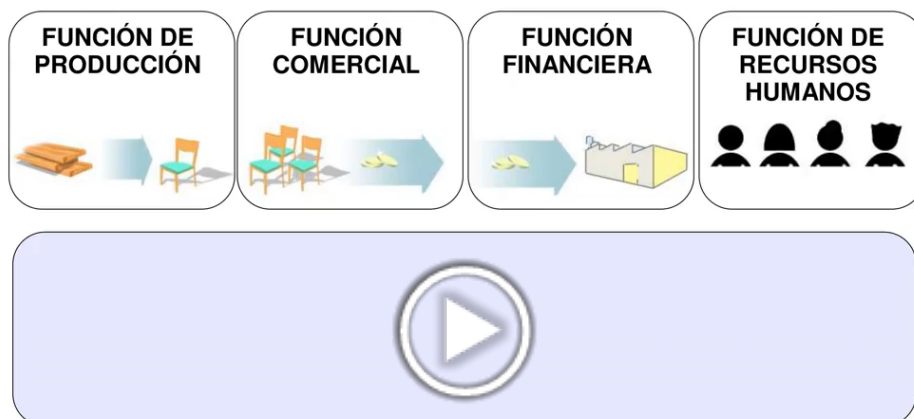 FUNCIÓN DE
PRODUCCIÓN
FUNCIÓN
COMERCIAL
FUNCIÓN
FINANCIERA
FUNCIÓN DE
RECURSOS
HUMANOS